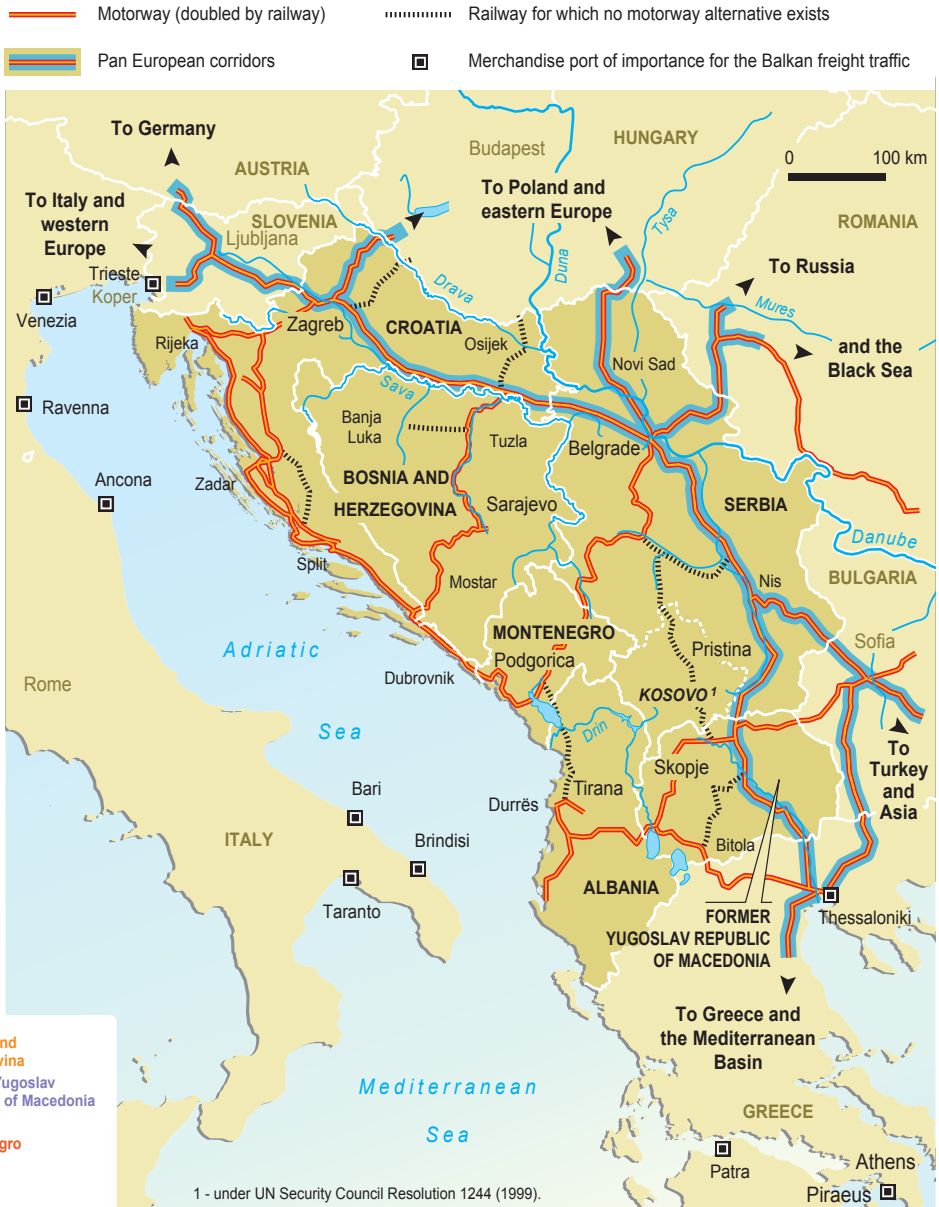 Motorway (doubled by railway)
Railway for which no motorway alternative exists
Pan European corridors
Merchandise port of importance for the Balkan freight traffic
To Germany
HUNGARY
Budapest
0 100 km
AUSTRIA
To Poland and
eastern Europe
To Italy and
western
Europe
SLOVENIA
Ljubljana
Tysa
ROMANIA
Duna
To Russia
Trieste
Koper
Drava
Mures
Venezia
Zagreb
CROATIA
Rijeka
Osijek
and the
Black Sea
Novi Sad
Sava
Ravenna
Banja
Luka
Tuzla
Belgrade
BOSNIA AND
HERZEGOVINA
Ancona
Zadar
Sarajevo
SERBIA
Danube
Split
Mostar
Nis
BULGARIA
MONTENEGRO
Podgorica
Pristina
Sofia
Adriatic
Sea
Dubrovnik
KOSOVO 1
Rome
Drin
To
Turkey
and
Asia
Skopje
Tirana
Durrës
Bari
ITALY
Brindisi
Bitola
Taranto
ALBANIA
FORMER
YUGOSLAV REPUBLIC
OF MACEDONIA
Thessaloniki
To Greece and
the Mediterranean
Basin
nd
vina
Yugoslav
of Macedonia
gro
Mediterranean
Sea
GREECE
Patra
Athens
Piraeus
1 - under UN Security Council Resolution 1244 (1999).